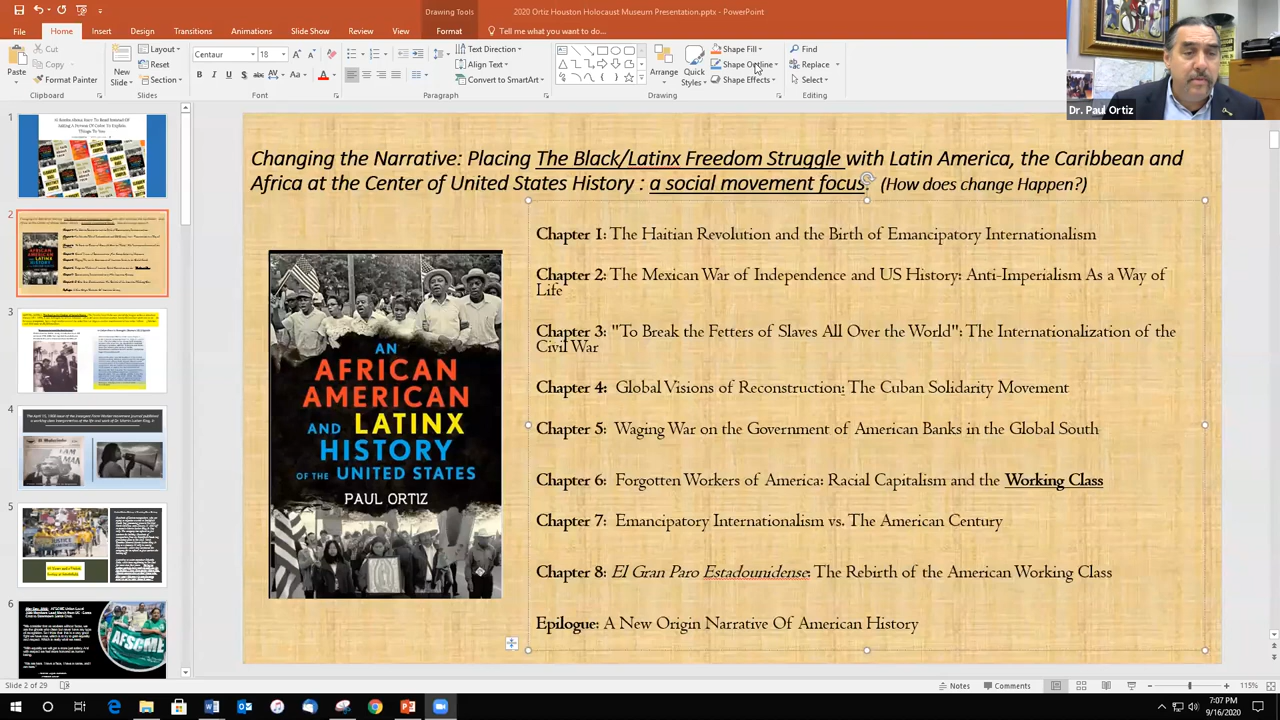 Drawing Tools
2020 Ortiz Houston Holocaust Museum Presentation.pptx - PowerPoint
File Home Insert Design Transitions Animations Slide Show Review View Format Tell me what you want to do...
Paste
Cut
Copy
Format Painter
Clipboard
New Slide
Layout
Reset
Section
Slides
Centaur 18
B I U S abc AV Aa A
Font
Text Direction
Align Text
Convert to SmartArt
Paragraph
Arrange
Quick Styles
Shape Fill
Shape Outline
Shape Effects
Drawing
Find
Replace
Select
Editing
Dr. Paul Ortiz
1
2
3
4
5
6
AFSCME
Changing the Narrative: Placing The Black/Latinx Freedom Struggle with Latin America, the Caribbean and
Africa at the Center of United States History : a social movement focus. (How does change Happen?)
AN
AFRICAN
AMERICAN
AND LATINX
HISTORY
OF THE UNITED STATES
PAUL ORTIZ
Chapter 1: The Haitian Revolution and the Birth of Emancipatory Internationalism
Chapter 2: The Mexican War of Independence and US History: Anti-Imperialism As a Way of
Life
Chapter 3: "To Break the Fetters of Slaves All Over the World": The Internationalization of the
Civil War
Chapter 4: Global Visions of Reconstruction: The Cuban Solidarity Movement
Chapter 5: Waging War on the Government of American Banks in the Global South
Chapter 6: Forgotten Workers of America: Racial Capitalism and the Working Class
Chapter 7: Emancipatory Internationalism vs. The American Century
Chapter 8: El Gran Paro Estadounidense: The Rebirth of the American Working Class
Epilogue: A New Origin Narrative Of American History
Slide 2 of 29
Notes
Comments
115%
7:07 PM
9/16/2020